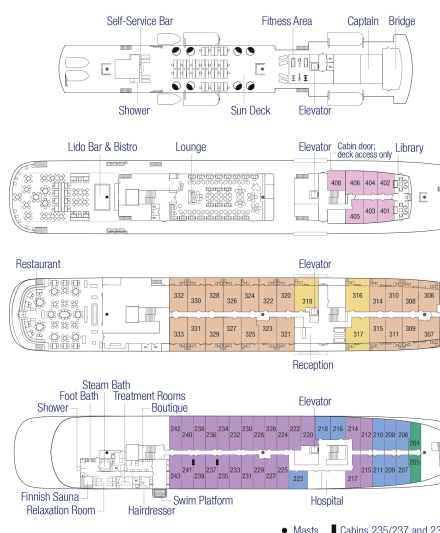 Self-Service Bar Fitness Area Captain Bridge
Shower Sun Deck Elevator
Lido Bar & Bistro Lounge Elevator Cabin door; deck access only Library
408 406 404 402
405 403 401
Restaurant Elevator
332 330 328 326 324 322 320 318 316 314 310 308 306
333 331 329 327 325 323 321 317 315 311 309 307
Reception
Steam Bath
Foot Bath Treatment Rooms
Shower Boutique Elevator
242 240 238 236 234 232 230 228 226 224 222 220 218 216 214 212 210 208 206 204
243 241 239 237 235 233 231 229 227 225 223 217 215 211 209 207 205
Finnish Sauna Swim Platform
Relaxation Room Hairdresser Hospital
● Masts ▮ Cabins 235/237 and 23